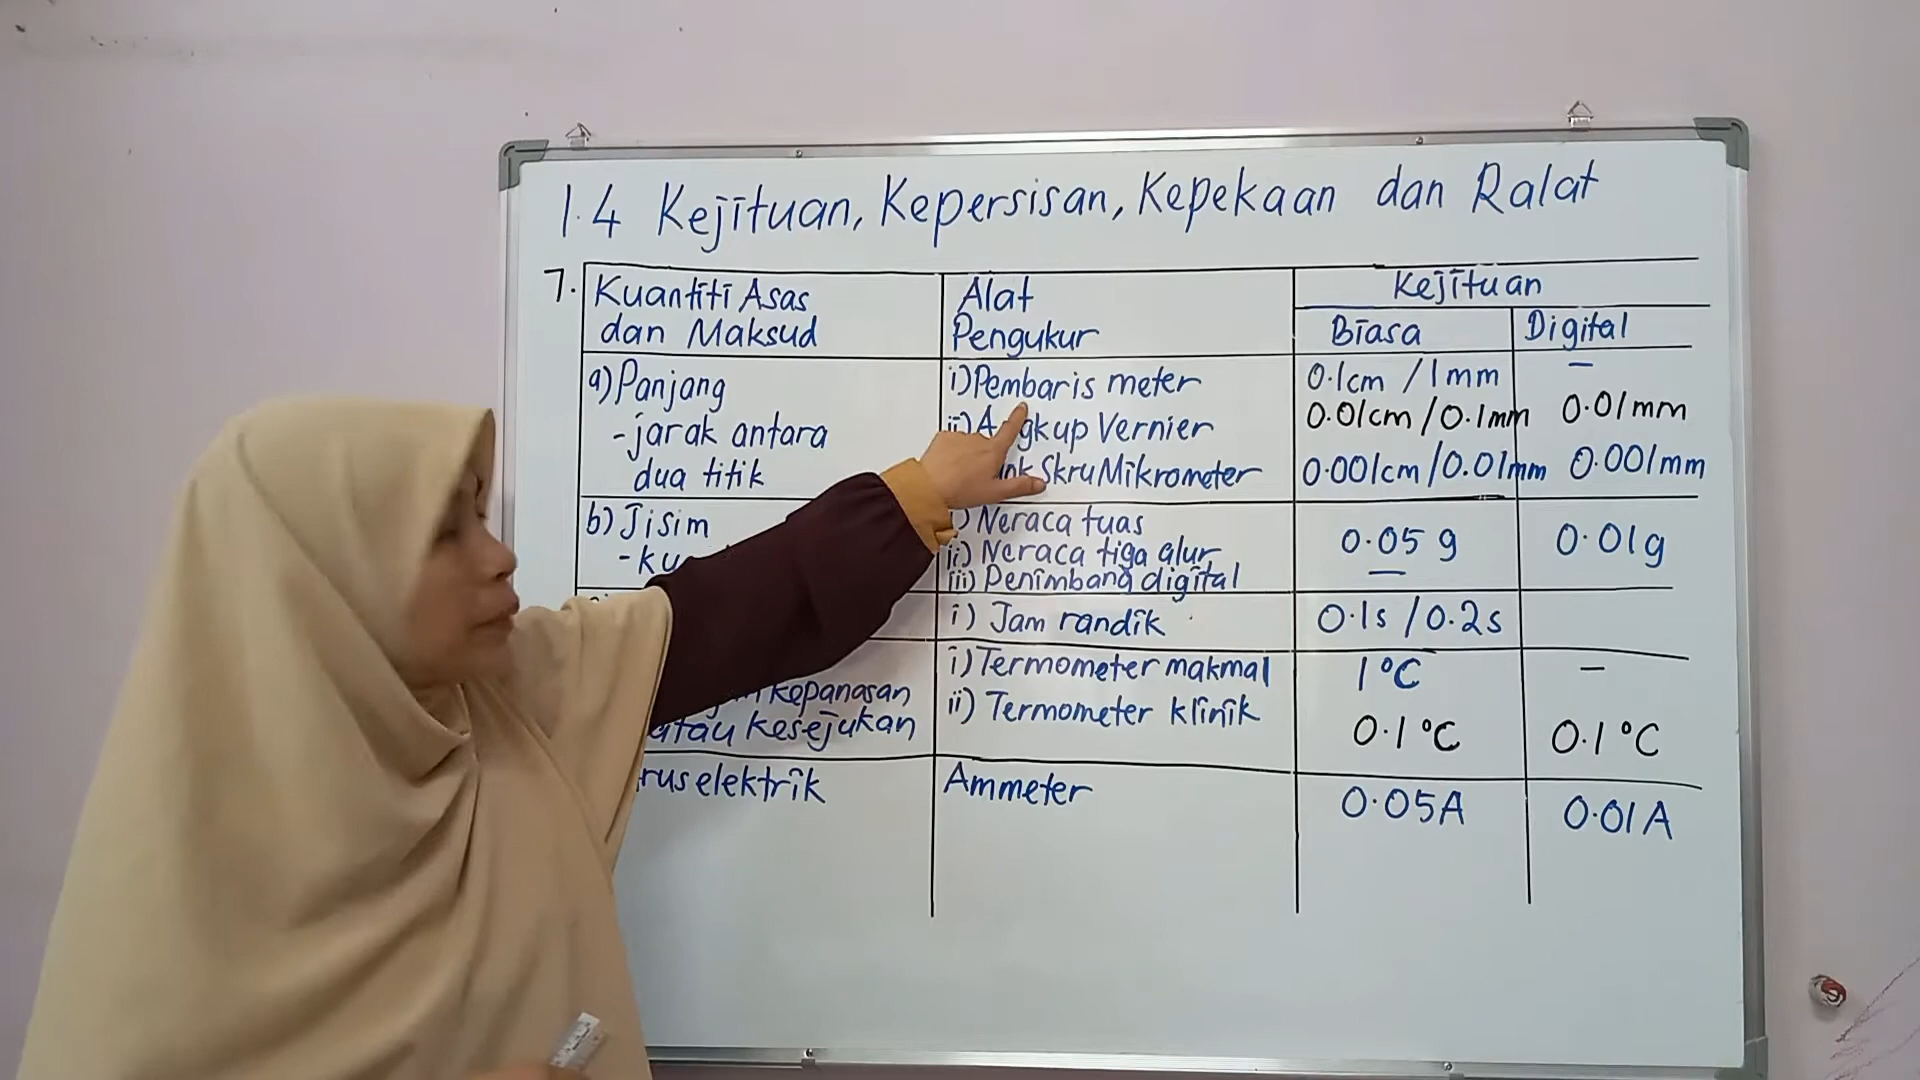 1.4 Kejituan, Kepersisan, Kepekaan dan Ralat
7.
Kuantiti Asas
dan Maksud
Alat
Pengukur
Kejituan
Biasa
Digital
a) Panjang
- jarak antara
dua titik
i) Pembaris meter
0.1cm / 1mm
-
ii) Vernier
0.01cm / 0.1mm
0.01mm
Skru Mikrometer
0.001cm / 0.01mm
0.001mm
b) Jisim
i) Neraca tuas
ii) Neraca tiga alur
iii) Penimbang digital
0.05 g
0.01g
i) Jam randik
0.1s / 0.2s
kepanasan
atau kesejukan
i) Termometer makmal
1°C
-
ii) Termometer klinik
0.1°C
0.1°C
elektrik
Ammeter
0.05A
0.01A